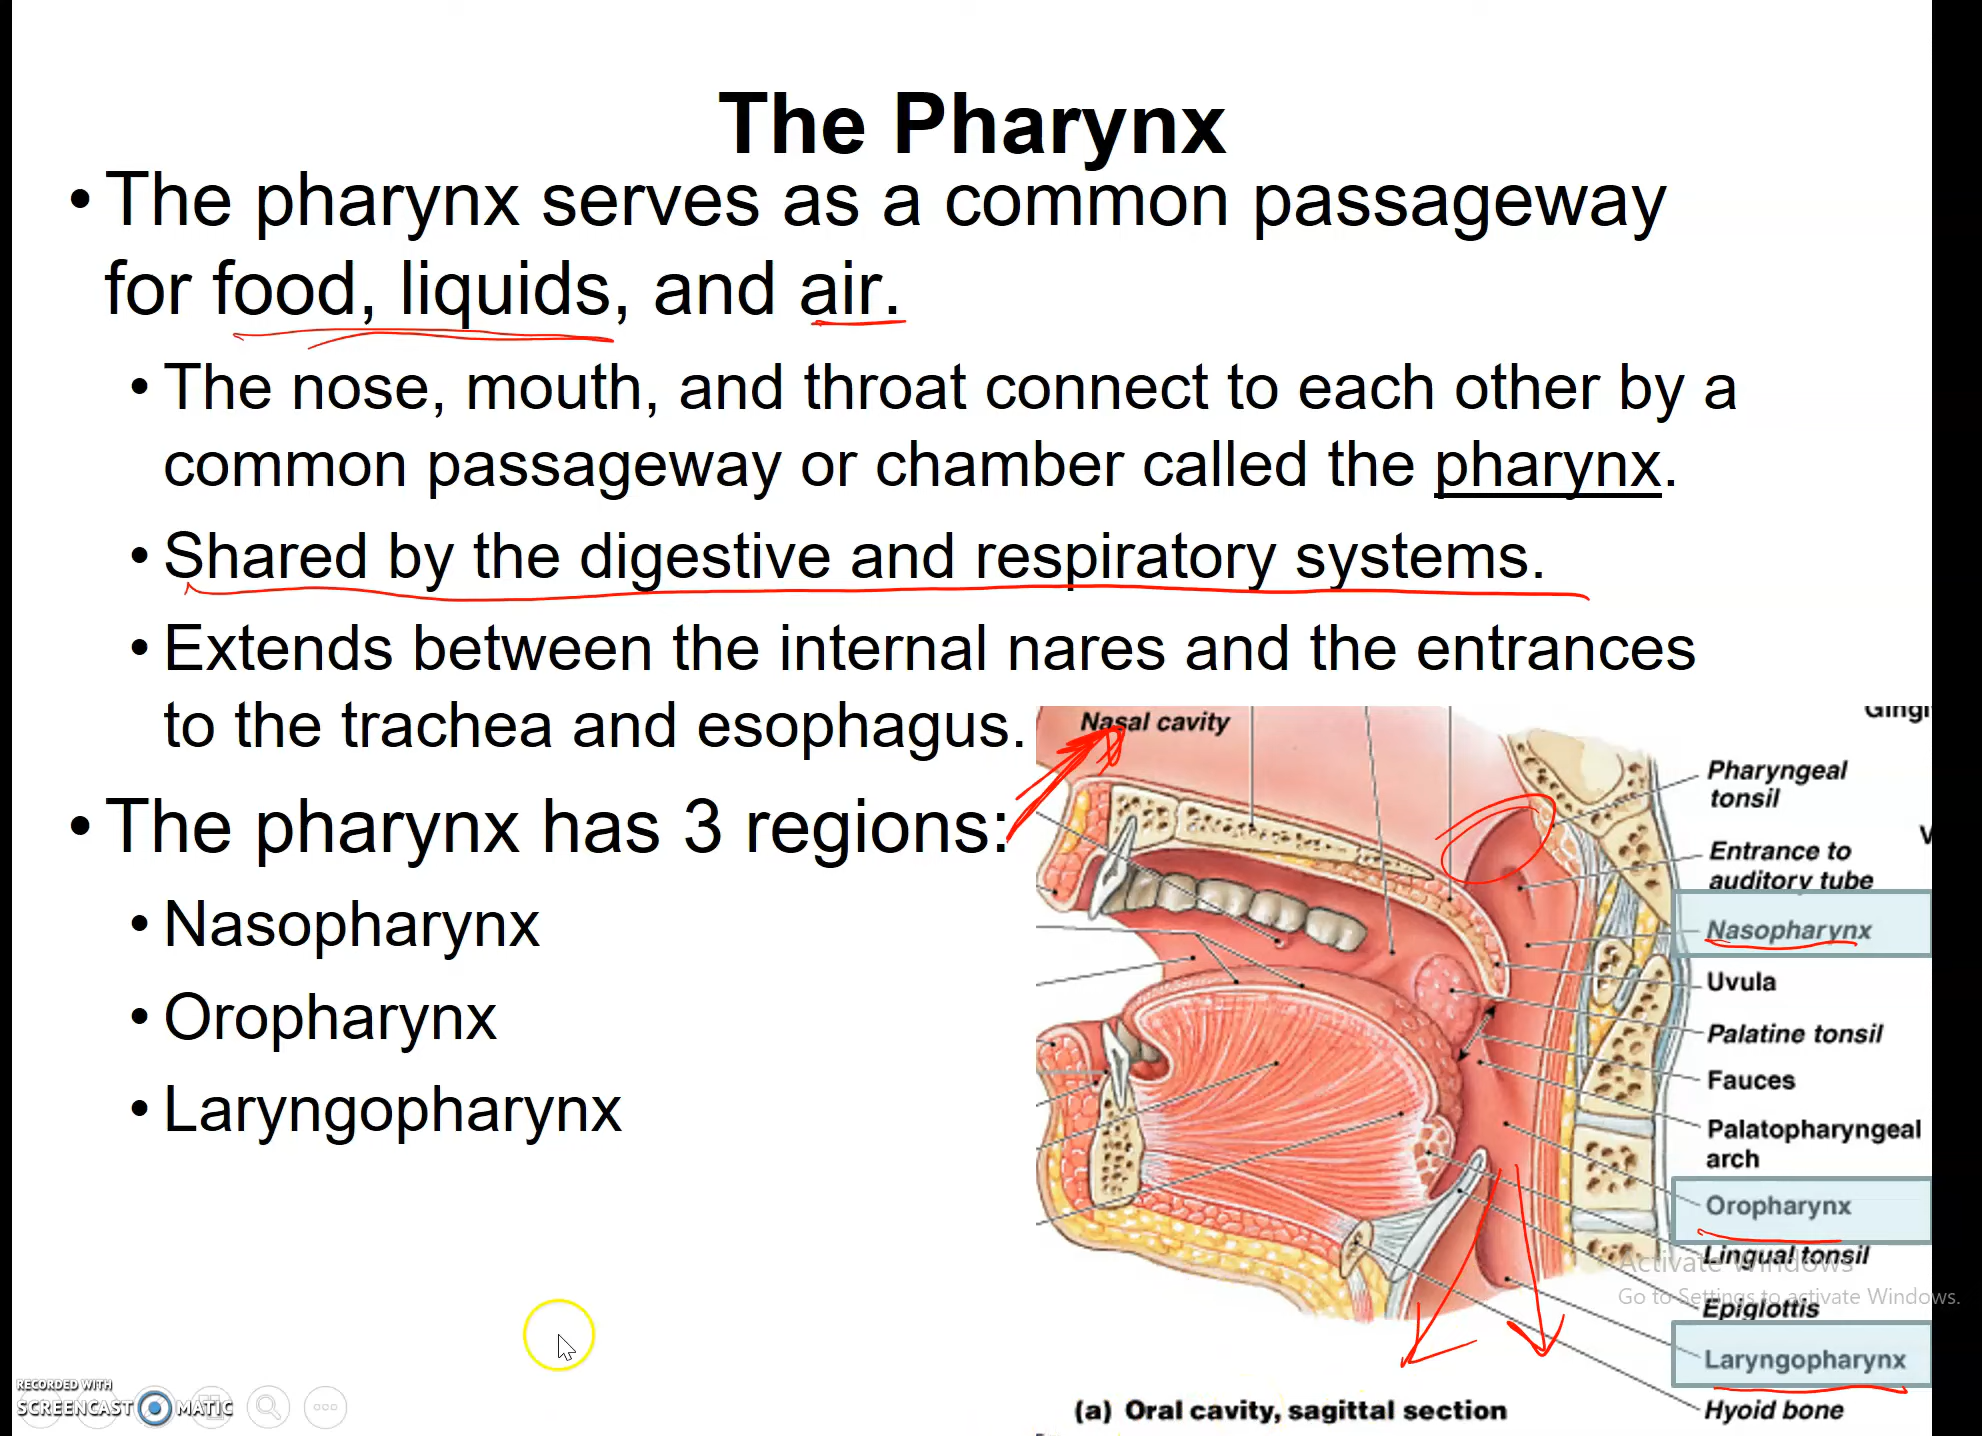 The Pharynx
• The pharynx serves as a common passageway
for food, liquids, and air.
• The nose, mouth, and throat connect to each other by a
common passageway or chamber called the pharynx.
• Shared by the digestive and respiratory systems.
• Extends between the internal nares and the entrances
to the trachea and esophagus.
• The pharynx has 3 regions:
• Nasopharynx
• Oropharynx
• Laryngopharynx
Nasal cavity
Pharyngeal
tonsil
Entrance to
auditory tube
Nasopharynx
Uvula
Palatine tonsil
Fauces
Palatopharyngeal
arch
Oropharynx
Lingual tonsil
Activate Windows
Go to Settings to activate Windows.
Epiglottis
Laryngopharynx
Hyoid bone
(a) Oral cavity, sagittal section
RECORDED WITH
SCREENCAST MATIC